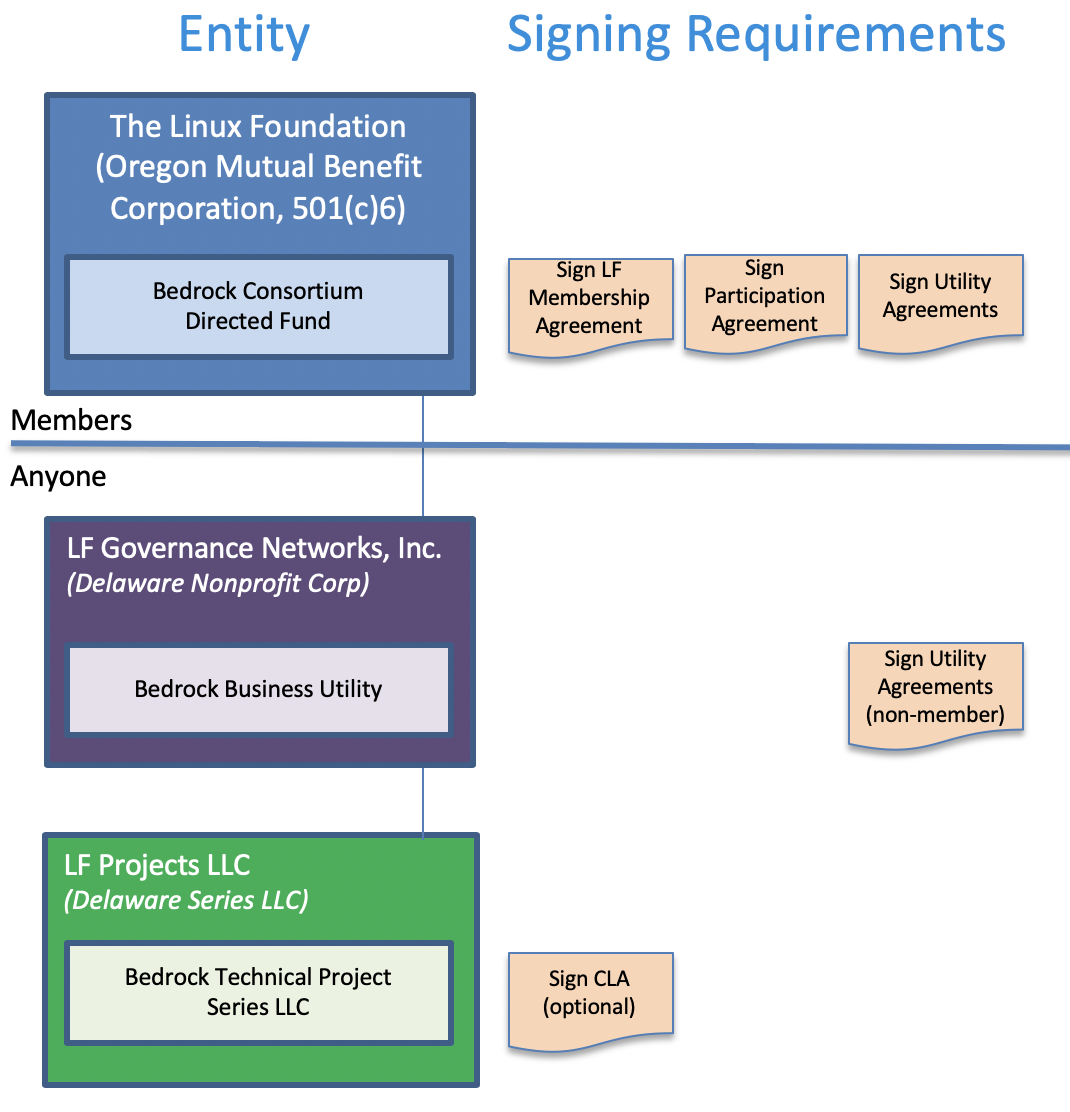 Entity
Signing Requirements
The Linux Foundation
(Oregon Mutual Benefit
Corporation, 501(c)6)
Bedrock Consortium
Directed Fund
Sign LF
Membership
Agreement
Sign
Participation
Agreement
Sign Utility
Agreements
Members
Anyone
LF Governance Networks, Inc.
(Delaware Nonprofit Corp)
Bedrock Business Utility
Sign Utility
Agreements
(non-member)
LF Projects LLC
(Delaware Series LLC)
Bedrock Technical Project
Series LLC
Sign CLA
(optional)